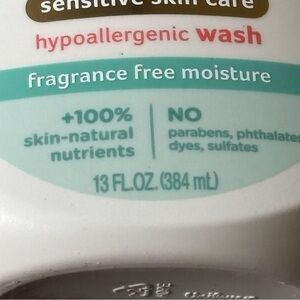 sensitive skin care
hypoallergenic wash
fragrance free moisture
+100%
skin-natural
nutrients
NO
parabens, phthalates
dyes, sulfates
13 FL.OZ. (384 mL)